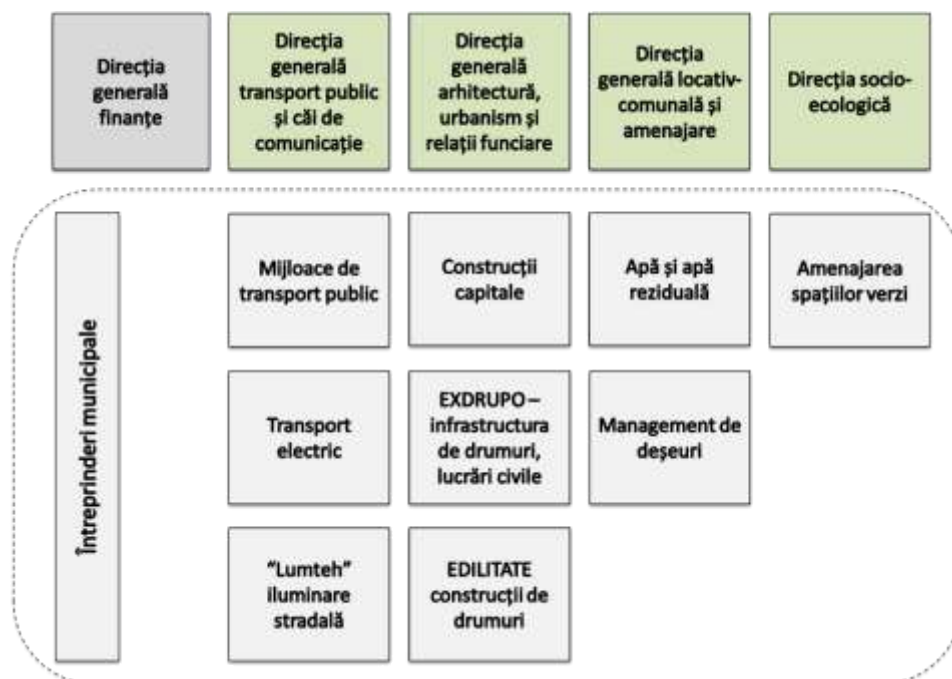 Direcția
generală
finanțe
Direcția
generală
transport public
și căi de
comunicație
Direcția
generală
arhitectură,
urbanism și
relații funciare
Direcția
generală locativ-
comunală și
amenajare
Direcția socio-
ecologică
Întreprinderi municipale
Mijloace de
transport public
Construcții
capitale
Apă și apă
reziduală
Amenajarea
spațiilor verzi
Transport
electric
EXDRUPO –
infrastructura
de drumuri,
lucrări civile
Management de
deșeuri
“Lumteh”
iluminare
stradală
EDILITATE
construcții de
drumuri